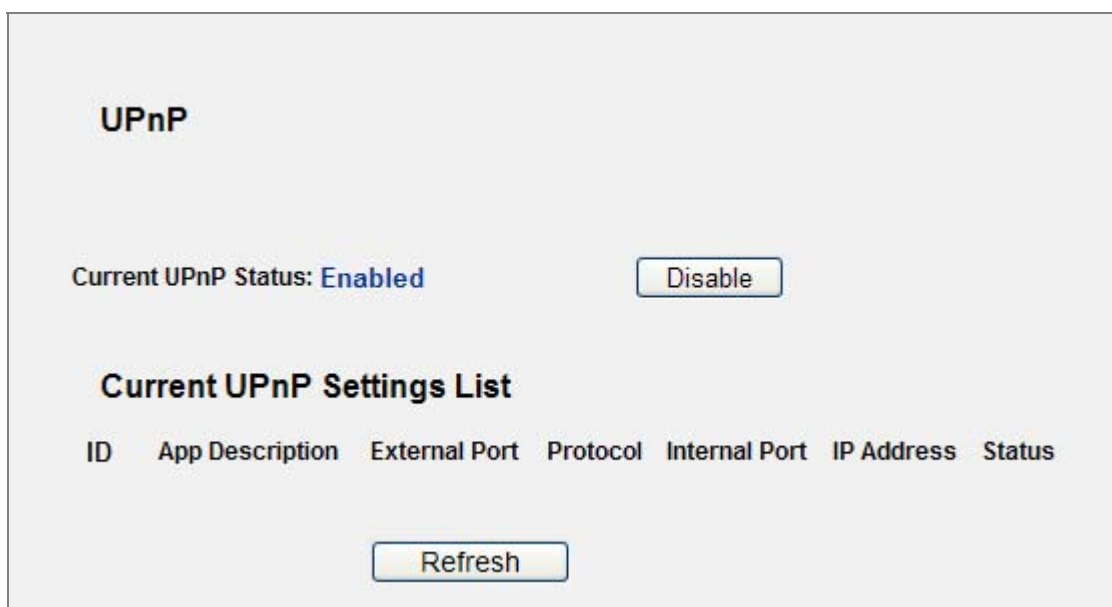 UPnP
Current UPnP Status: Enabled Disable
Current UPnP Settings List
ID App Description External Port Protocol Internal Port IP Address Status
Refresh